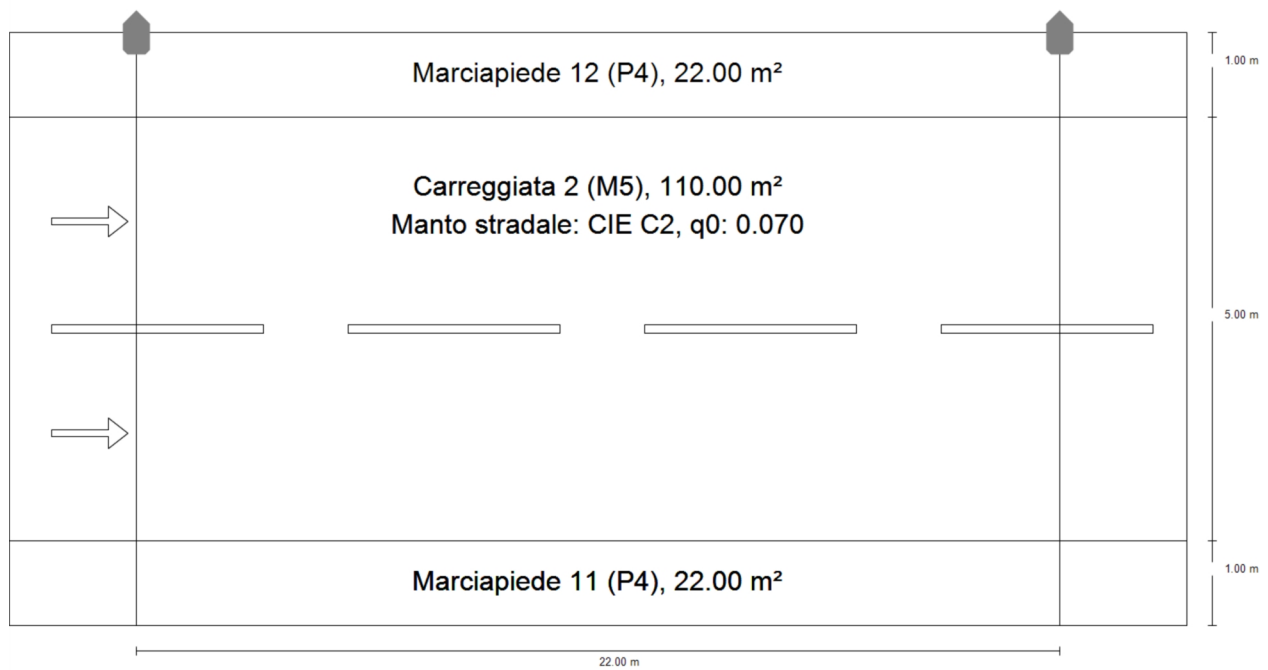 Marciapiede 12 (P4), 22.00 m²
1.00 m
Carreggiata 2 (M5), 110.00 m²
Manto stradale: CIE C2, q0: 0.070
5.00 m
Marciapiede 11 (P4), 22.00 m²
1.00 m
22.00 m